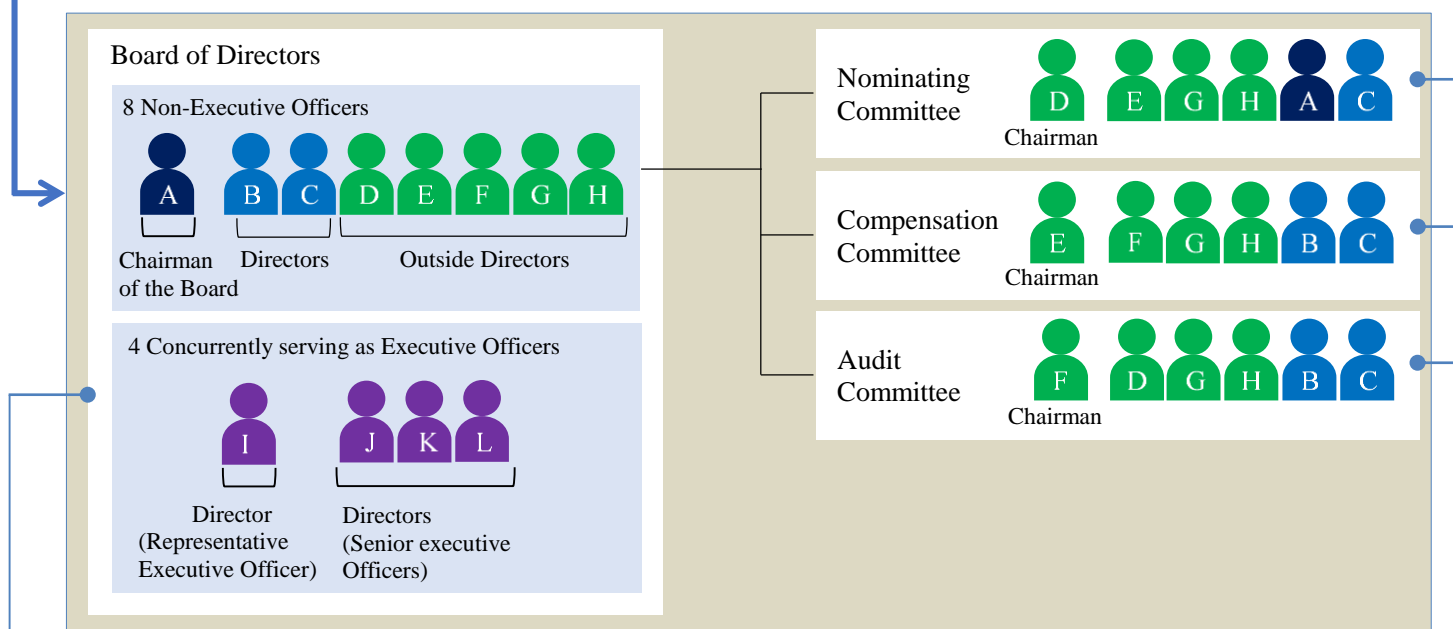 Board of Directors
8 Non-Executive Officers
A B C D E F G H
Chairman
of the Board
Directors
Outside Directors
4 Concurrently serving as Executive Officers
I J K L
Director
(Representative
Executive Officer)
Directors
(Senior executive
Officers)
Nominating
Committee
D E G H A C
Chairman
Compensation
Committee
E F G H B C
Chairman
Audit
Committee
F D G H B C
Chairman